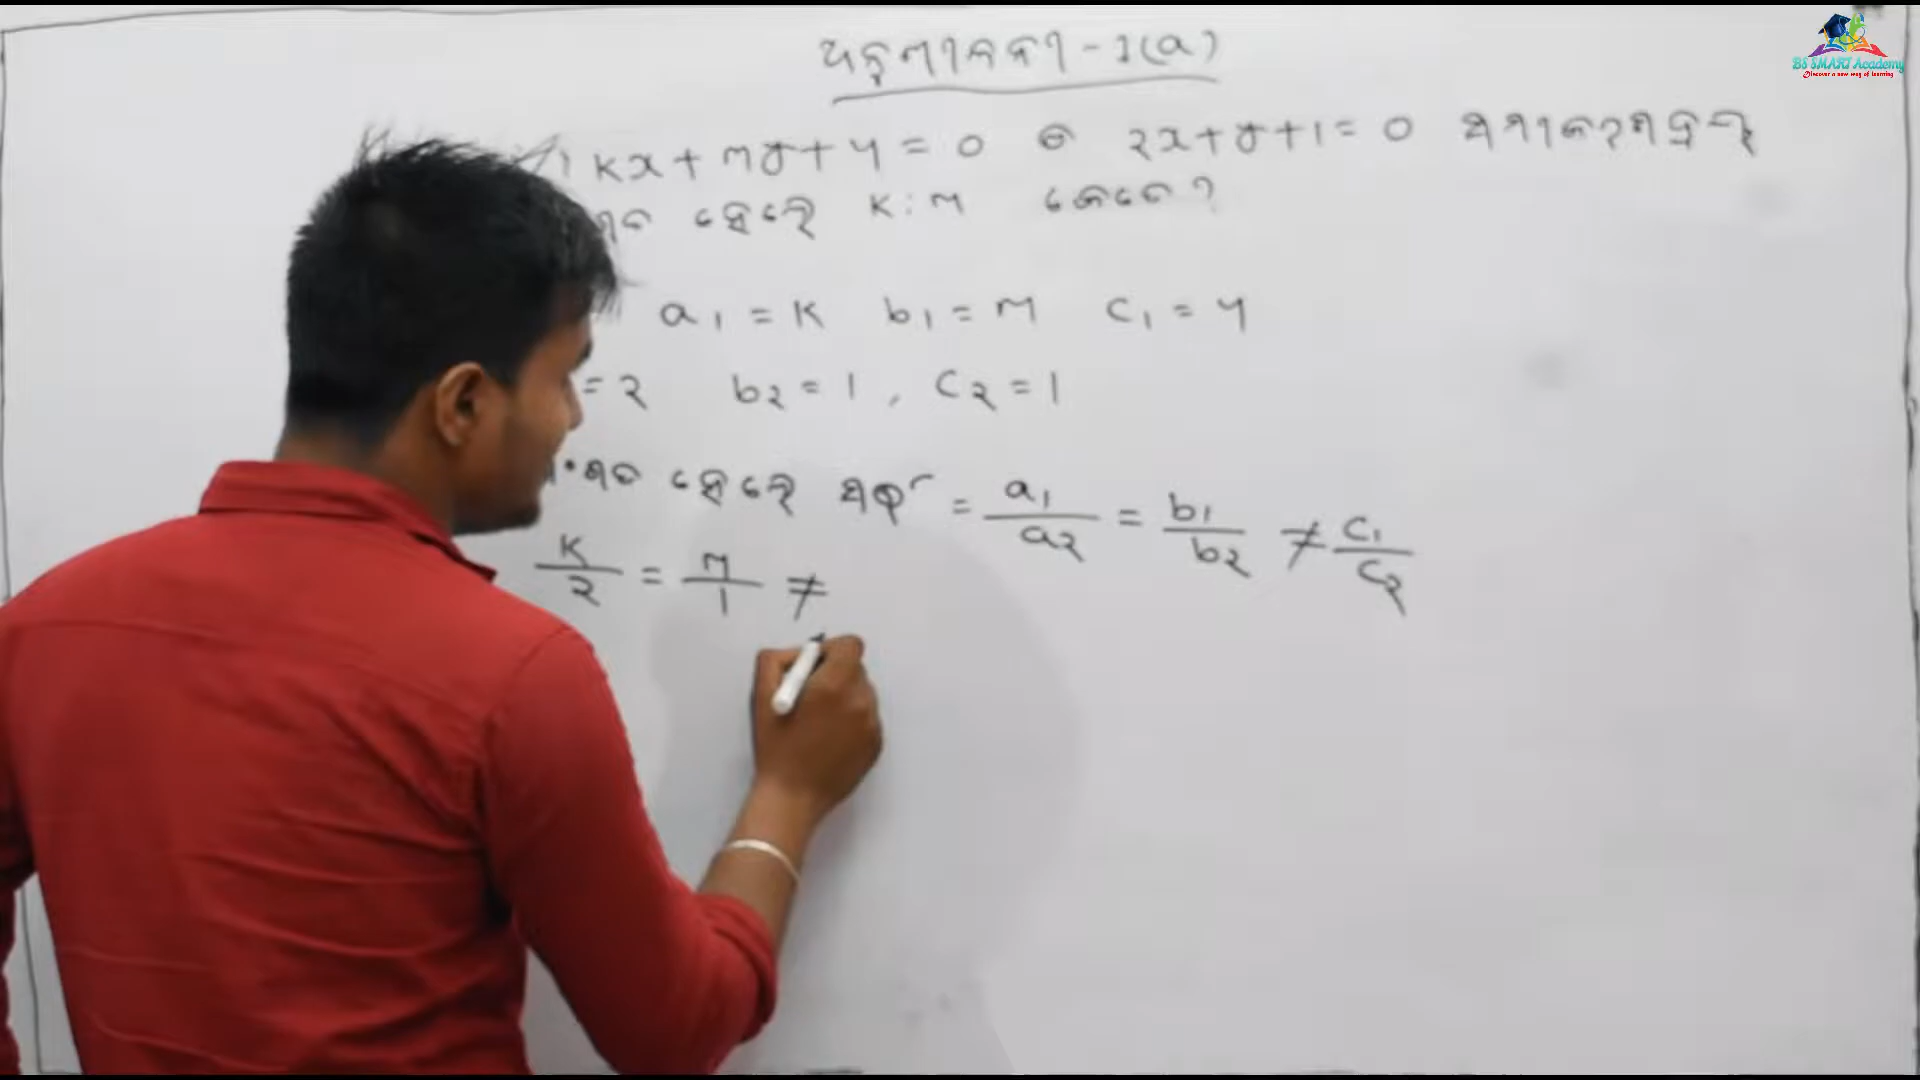 ଅନୁଶୀଳନୀ - 1(a)
kx + my + 4 = 0 ଓ 2x + y + 1 = 0 ସମୀକରଣଦ୍ୱୟ
ହେଲେ k : m କେତେ ?
a₁ = k b₁ = m c₁ = 4
= 2 b₂ = 1 , c₂ = 1
ହେଲେ ସର୍ତ୍ତ = a₁/a₂ = b₁/b₂ ≠ c₁/c₂
k/2 = m/1 ≠
BS SMART Academy
Discover a new way of learning